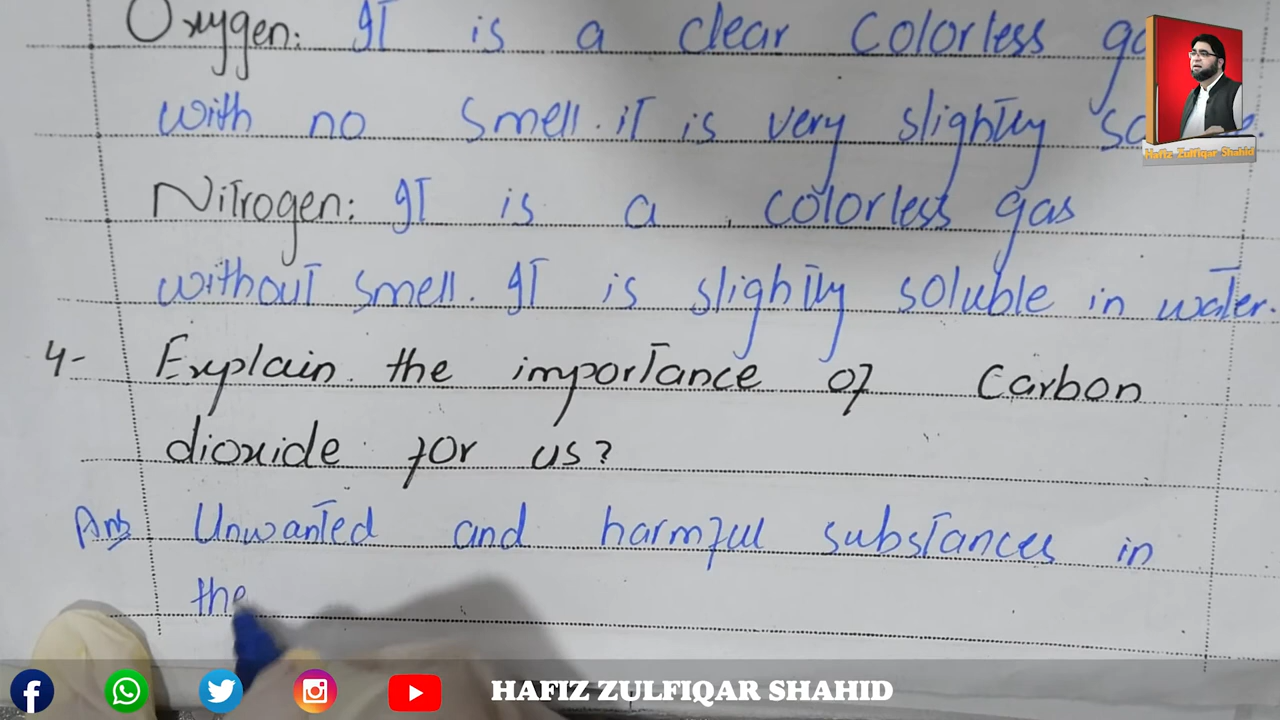 Oxygen: It is a clear colorless
with no smell. it is very slightly
Nitrogen: It is a colorless gas
without smell. It is slightly soluble in water.
4- Explain the importance of Carbon
dioxide for us?
Ans Unwanted and harmful substances in
the
Hafiz Zulfiqar Shahid
HAFIZ ZULFIQAR SHAHID